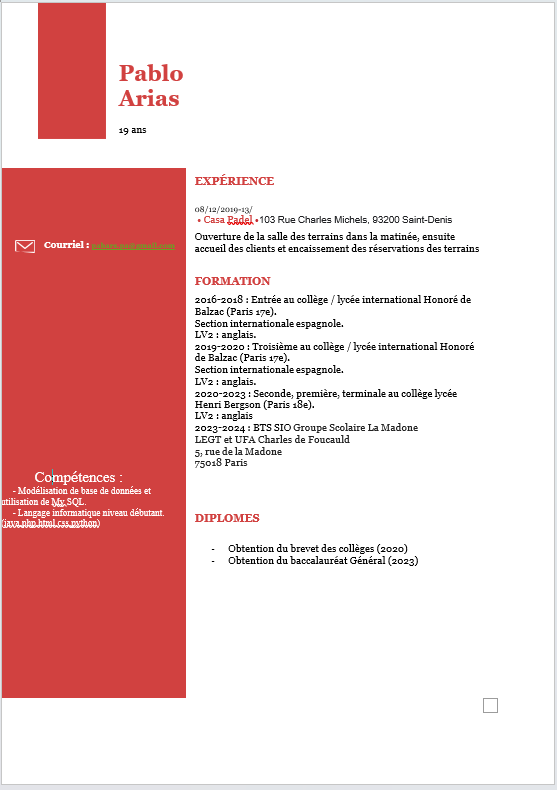 Pablo
Arias
19 ans
EXPÉRIENCE
08/12/2019-13/
• Casa Padel •103 Rue Charles Michels, 93200 Saint-Denis
Ouverture de la salle des terrains dans la matinée, ensuite
accueil des clients et encaissement des réservations des terrains
Courriel :
FORMATION
2016-2018 : Entrée au collège / lycée international Honoré de
Balzac (Paris 17e).
Section internationale espagnole.
LV2 : anglais.
2019-2020 : Troisième au collège / lycée international Honoré
de Balzac (Paris 17e).
Section internationale espagnole.
LV2 : anglais.
2020-2023 : Seconde, première, terminale au collège lycée
Henri Bergson (Paris 18e).
LV2 : anglais
2023-2024 : BTS SIO Groupe Scolaire La Madone
LEGT et UFA Charles de Foucauld
5, rue de la Madone
75018 Paris
Compétences :
- Modélisation de base de données et
utilisation de My SQL.
- Langage informatique niveau débutant.
(java,php,html,css,python)
DIPLOMES
- Obtention du brevet des collèges (2020)
- Obtention du baccalauréat Général (2023)